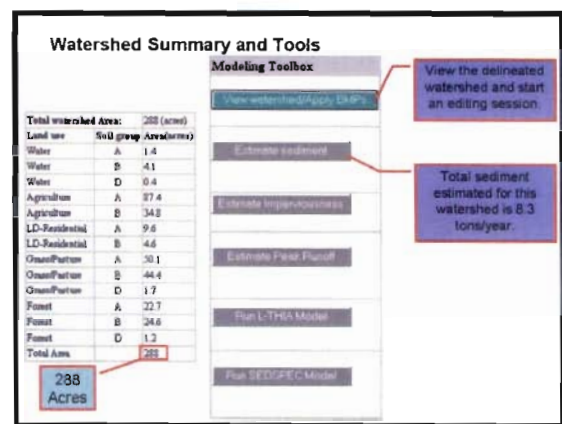 Watershed Summary and Tools
Total watershed Area: 288 (acres)
Land use Soil group Area(acres)
Water A 1.4
Water B 4.1
Water D 0.4
Agriculture A 87.4
Agriculture B 34.8
LD-Residential A 9.6
LD-Residential B 4.6
Grass/Pasture A 50.1
Grass/Pasture B 44.4
Grass/Pasture D 1.7
Forest A 22.7
Forest B 24.6
Forest D 1.2
Total Area 288
288
Acres
Modeling Toolbox
View watershed/Apply BMPs
Estimate sediment
Estimate Imperviousness
Estimate Peak Runoff
Run L-THIA Model
Run SEDSPEC Model
View the delineated
watershed and start
an editing session.
Total sediment
estimated for this
watershed is 8.3
tons/year.